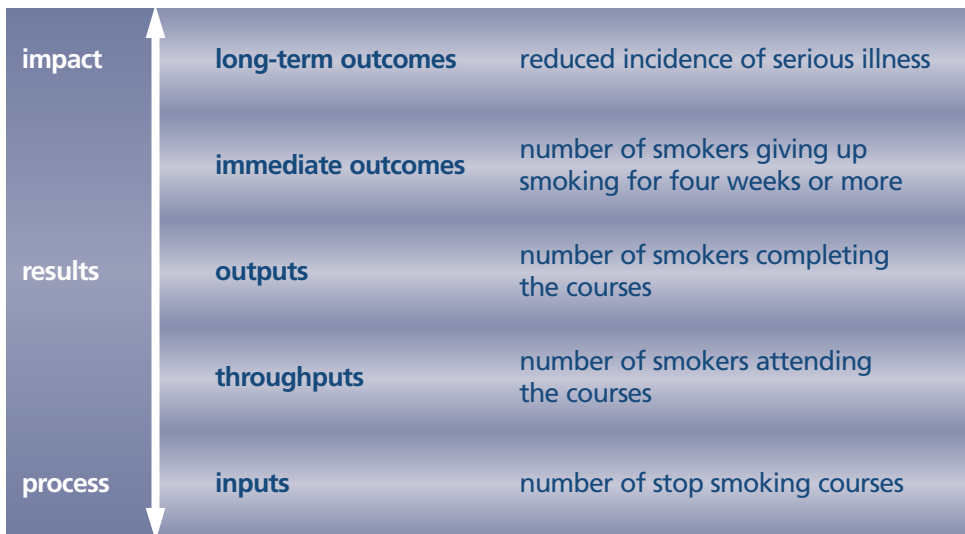 impact long-term outcomes reduced incidence of serious illness
immediate outcomes number of smokers giving up
smoking for four weeks or more
results outputs number of smokers completing
the courses
throughputs number of smokers attending
the courses
process inputs number of stop smoking courses